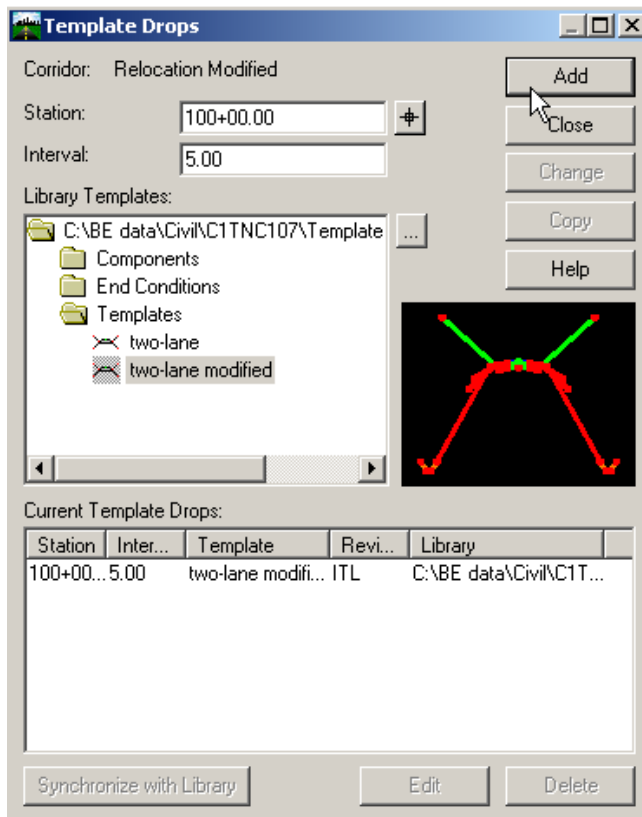 Template Drops
Corridor: Relocation Modified
Add
Station: 100+00.00
Close
Interval: 5.00
Change
Library Templates:
C:\BE data\Civil\C1TNC107\Template
...
Copy
Components
End Conditions
Help
Templates
two-lane
two-lane modified
Current Template Drops:
Station Inter... Template Revi... Library
100+00... 5.00 two-lane modifi... ITL C:\BE data\Civil\C1T...
Synchronize with Library Edit Delete